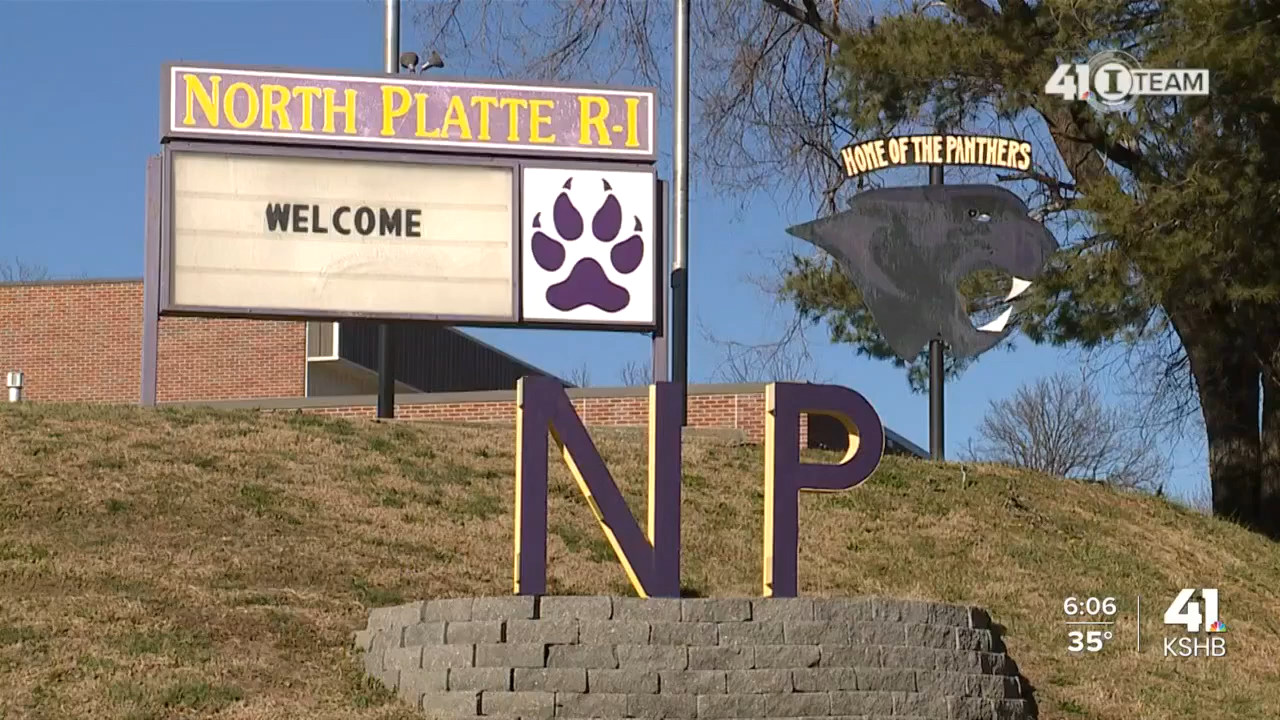 NORTH PLATTE R-I
WELCOME
41 I TEAM
HOME OF THE PANTHERS
NP
6:06
35°
41
KSHB